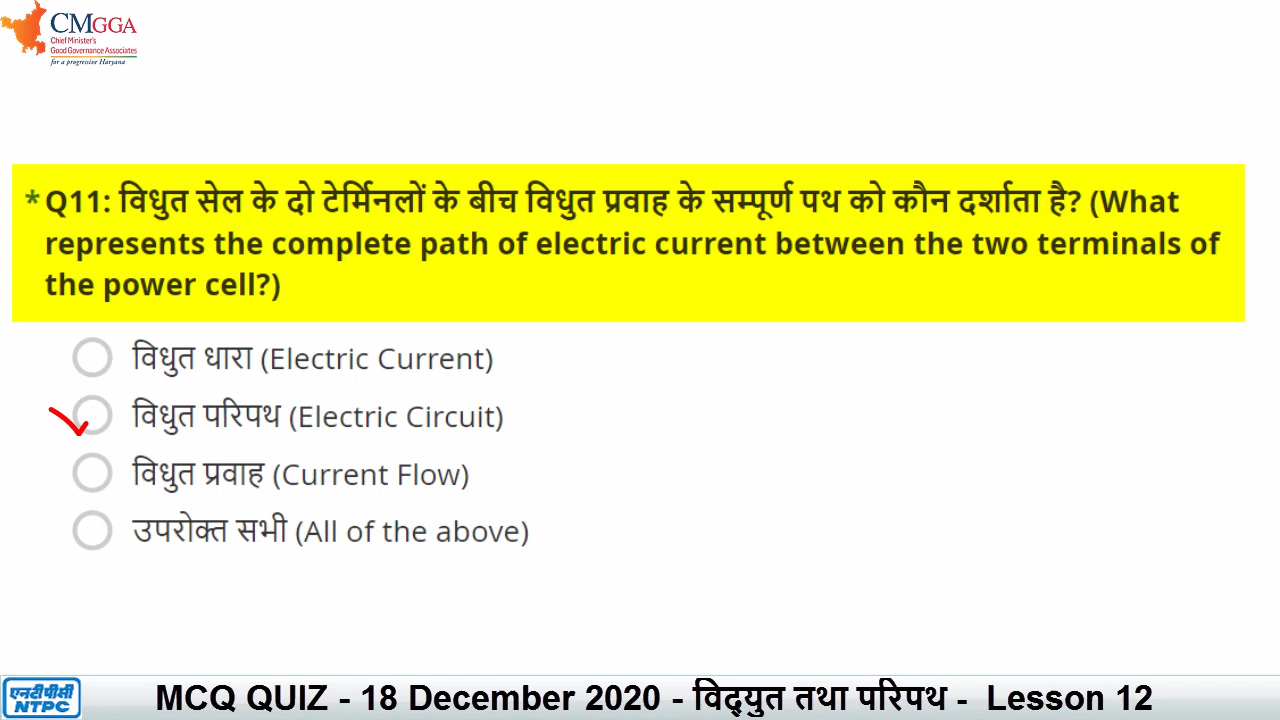 CMGGA
Chief Minister's
Good Governance Associates
for a progressive Haryana
* Q11: विधुत सेल के दो टेर्मिनलों के बीच विधुत प्रवाह के सम्पूर्ण पथ को कौन दर्शाता है? (What
represents the complete path of electric current between the two terminals of
the power cell?)
विधुत धारा (Electric Current)
विधुत परिपथ (Electric Circuit)
विधुत प्रवाह (Current Flow)
उपरोक्त सभी (All of the above)
एनटीपीसी
NTPC
MCQ QUIZ - 18 December 2020 - विद्युत तथा परिपथ - Lesson 12